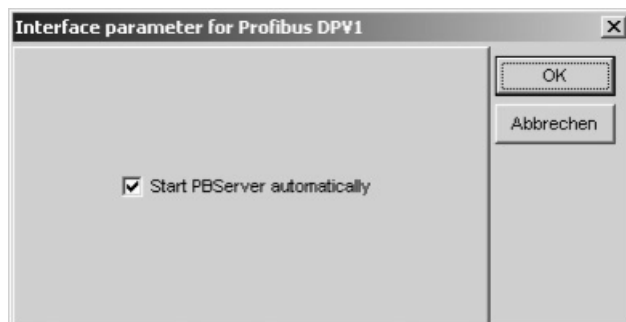 Interface parameter for Profibus DPV1
OK
Abbrechen
Start PBServer automatically